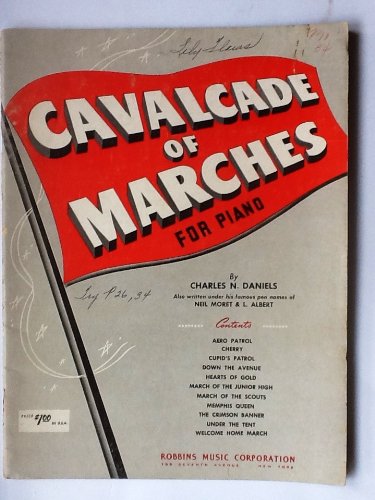 CAVALCADE
OF
MARCHES
FOR PIANO
By
CHARLES N. DANIELS
Also written under his famous pen names of
NEIL MORET & L. ALBERT
Contents
AERO PATROL
CHERRY
CUPID'S PATROL
DOWN THE AVENUE
HEARTS OF GOLD
MARCH OF THE JUNIOR HIGH
MARCH OF THE SCOUTS
MEMPHIS QUEEN
THE CRIMSON BANNER
UNDER THE TENT
WELCOME HOME MARCH
PRICE $1.00 IN U.S.A.
ROBBINS MUSIC CORPORATION
799 SEVENTH AVENUE NEW YORK